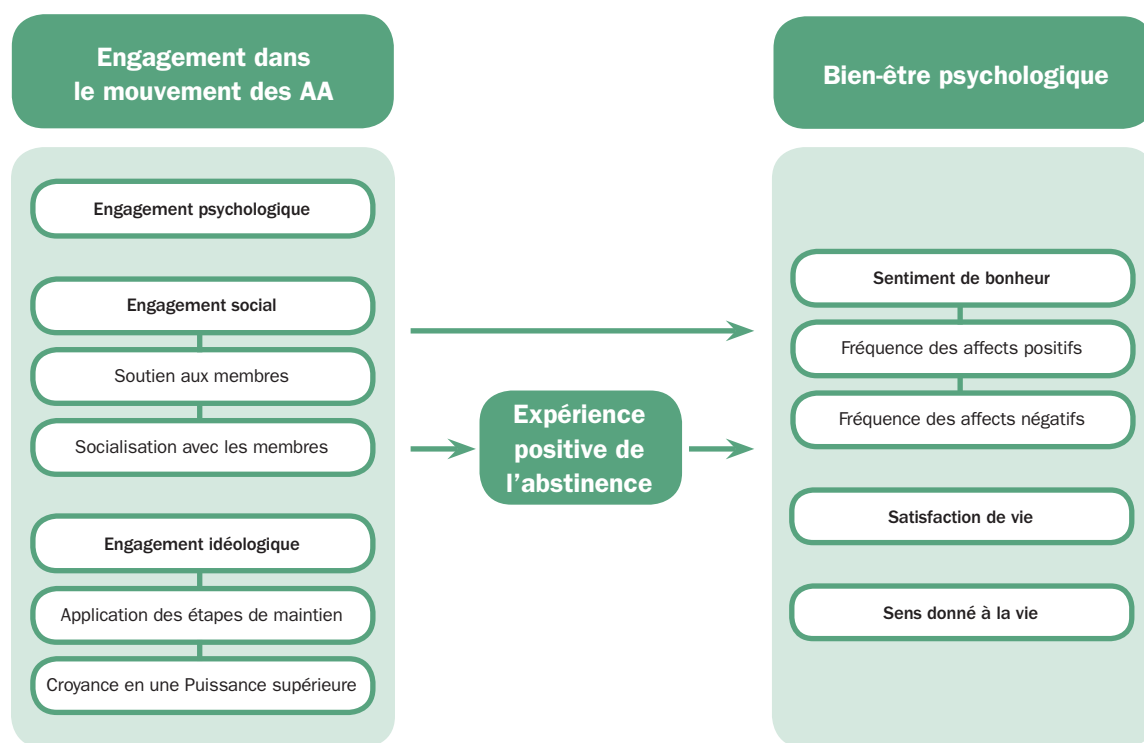 Engagement dans
le mouvement des AA
Engagement psychologique
Engagement social
Soutien aux membres
Socialisation avec les membres
Engagement idéologique
Application des étapes de maintien
Croyance en une Puissance supérieure
Expérience
positive de
l'abstinence
Bien-être psychologique
Sentiment de bonheur
Fréquence des affects positifs
Fréquence des affects négatifs
Satisfaction de vie
Sens donné à la vie